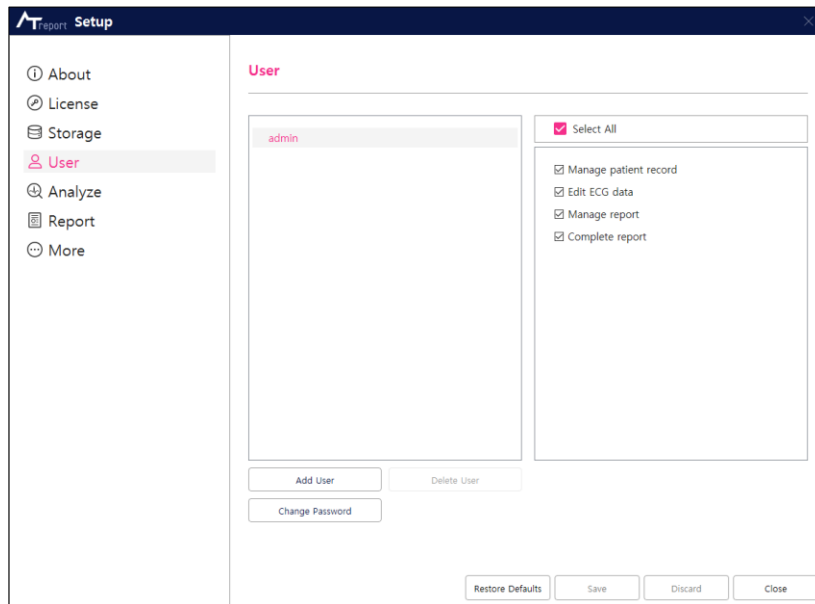 ATreport Setup
About
License
Storage
User
Analyze
Report
More
User
admin
Add User
Delete User
Change Password
Select All
Manage patient record
Edit ECG data
Manage report
Complete report
Restore Defaults
Save
Discard
Close